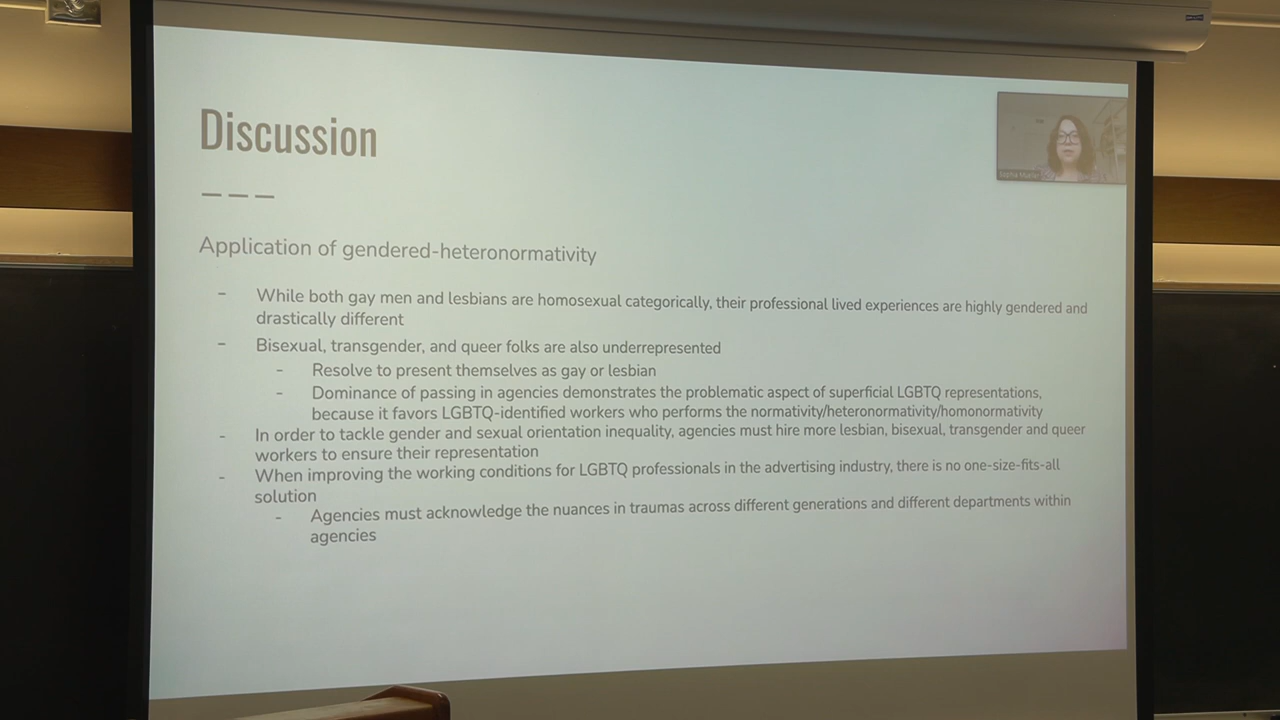 Discussion
Application of gendered-heteronormativity
- While both gay men and lesbians are homosexual categorically, their professional lived experiences are highly gendered and
drastically different
- Bisexual, transgender, and queer folks are also underrepresented
- Resolve to present themselves as gay or lesbian
- Dominance of passing in agencies demonstrates the problematic aspect of superficial LGBTQ representations,
because it favors LGBTQ-identified workers who performs the normativity/heteronormativity/homonormativity
- In order to tackle gender and sexual orientation inequality, agencies must hire more lesbian, bisexual, transgender and queer
workers to ensure their representation
- When improving the working conditions for LGBTQ professionals in the advertising industry, there is no one-size-fits-all
solution
- Agencies must acknowledge the nuances in traumas across different generations and different departments within
agencies